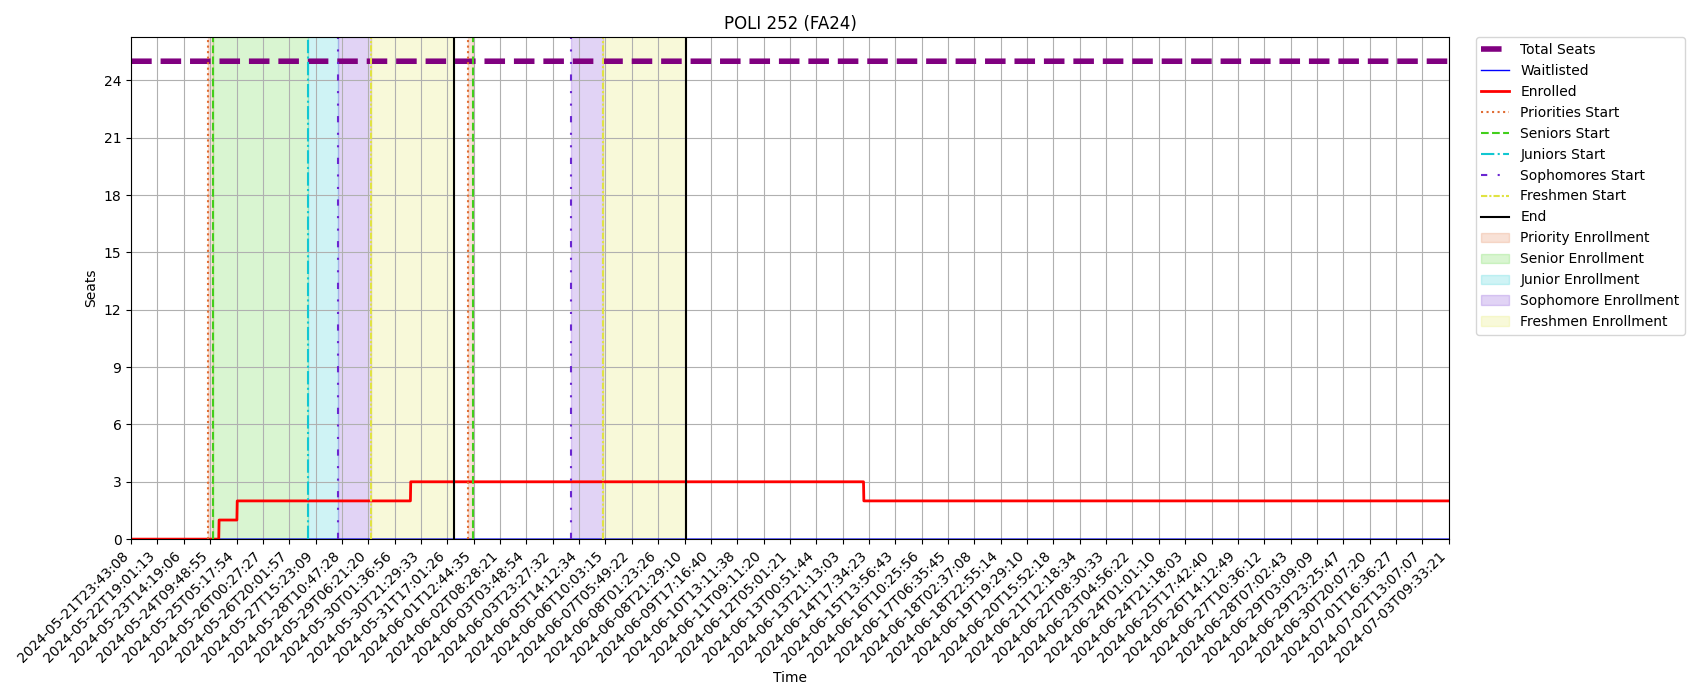 POLI 252 (FA24)
Seats
24
21
18
15
12
9
6
3
0
2024-05-21T23:43:08
2024-05-22T19:01:13
2024-05-23T14:19:06
2024-05-24T09:48:55
2024-05-25T05:17:54
2024-05-26T00:27:27
2024-05-26T20:01:57
2024-05-27T15:23:09
2024-05-28T10:47:28
2024-05-29T06:21:20
2024-05-30T01:36:56
2024-05-30T21:29:33
2024-05-31T17:01:26
2024-06-01T12:44:35
2024-06-02T08:28:21
2024-06-03T03:48:54
2024-06-03T23:27:32
2024-06-05T14:12:34
2024-06-06T10:03:15
2024-06-07T05:49:22
2024-06-08T01:23:26
2024-06-08T21:29:10
2024-06-09T17:16:40
2024-06-10T13:11:38
2024-06-11T09:11:20
2024-06-12T05:01:21
2024-06-13T00:51:44
2024-06-13T21:13:03
2024-06-14T17:34:23
2024-06-15T13:56:43
2024-06-16T10:25:56
2024-06-17T06:35:45
2024-06-18T02:37:08
2024-06-18T22:55:14
2024-06-19T19:29:10
2024-06-20T15:52:18
2024-06-21T12:18:34
2024-06-22T08:30:33
2024-06-23T04:56:22
2024-06-24T01:01:10
2024-06-24T21:18:03
2024-06-25T17:42:40
2024-06-26T14:12:49
2024-06-27T10:36:12
2024-06-28T07:02:43
2024-06-29T03:09:09
2024-06-29T23:25:47
2024-06-30T20:07:20
2024-07-01T16:36:27
2024-07-02T13:07:07
2024-07-03T09:33:21
Time
Total Seats
Waitlisted
Enrolled
Priorities Start
Seniors Start
Juniors Start
Sophomores Start
Freshmen Start
End
Priority Enrollment
Senior Enrollment
Junior Enrollment
Sophomore Enrollment
Freshmen Enrollment